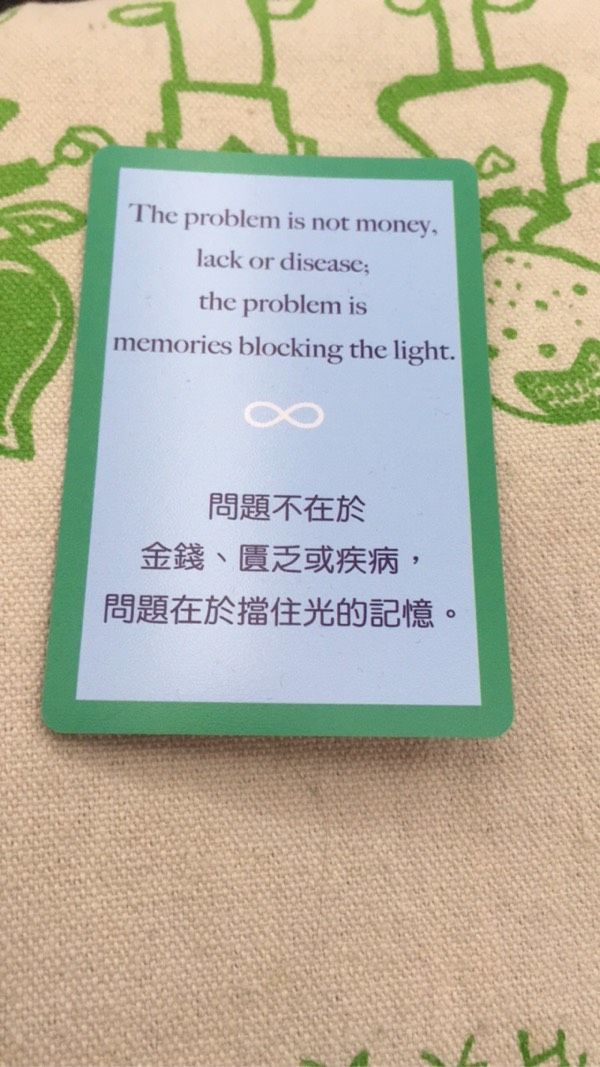 The problem is not money,
lack or disease;
the problem is
memories blocking the light.
問題不在於
金錢、匱乏或疾病，
問題在於擋住光的記憶。